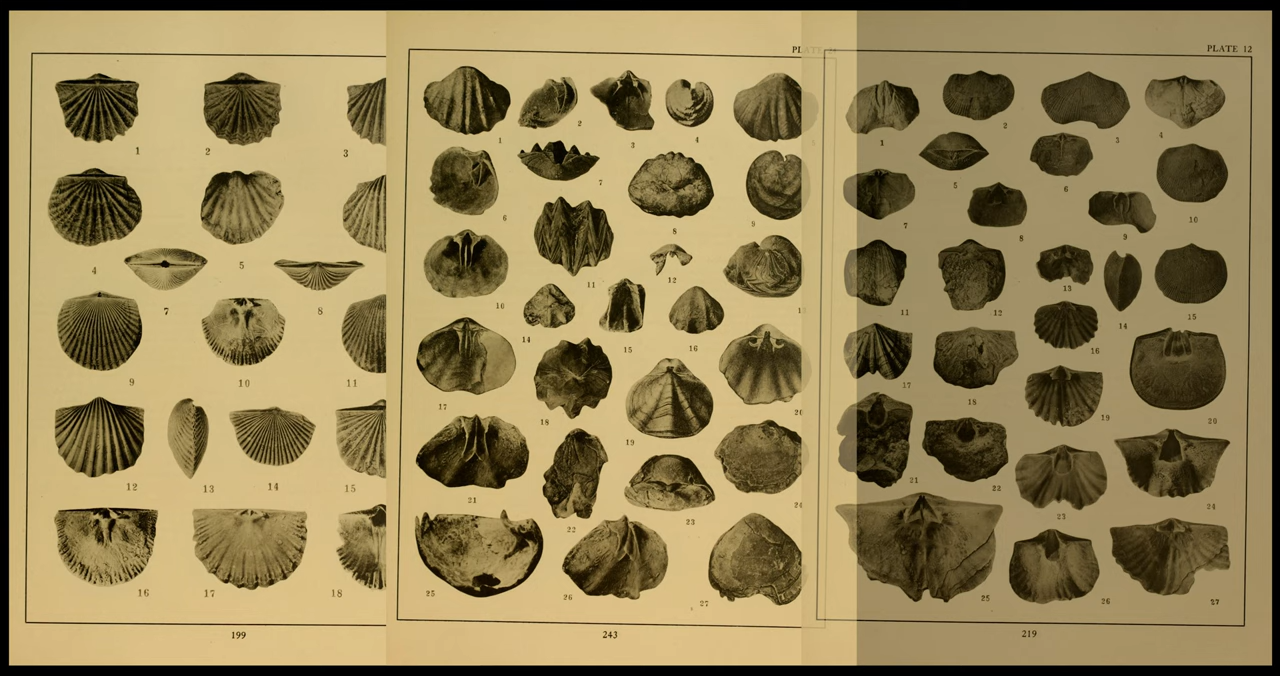 PLATE 12
1 2 3
4 5
7 8
9 10 11
12 13 14 15
16 17 18
199
1 2 3 4
6 7 8 9
10 11 12
14 15 16
17 18 19 20
21 22 23
25 26 27
243
1 2 3 4
5 6
7 8 9 10
11 12 13 14 15
16
17 18 19 20
21 22 23 24
25 26 27
219